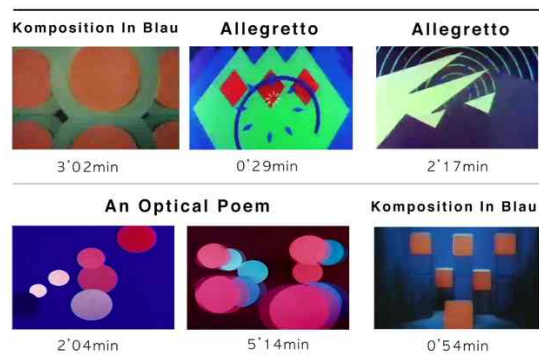 Komposition In Blau
Allegretto
Allegretto
3'02min
0'29min
2'17min
An Optical Poem
Komposition In Blau
2'04min
5'14min
0'54min